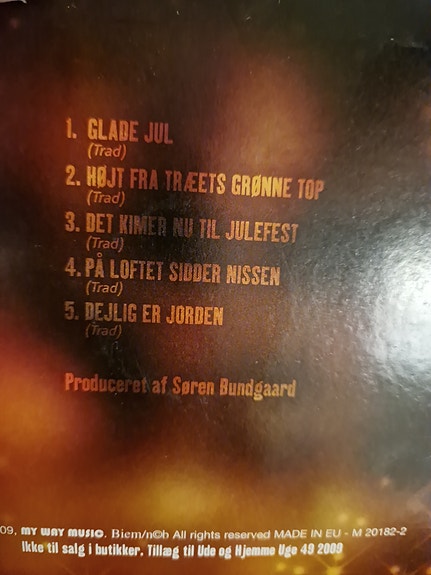 1. GLADE JUL
(Trad)
2. HØJT FRA TRÆETS GRØNNE TOP
(Trad)
3. DET KIMER NU TIL JULEFEST
(Trad)
4. PÅ LOFTET SIDDER NISSEN
(Trad)
5. DEJLIG ER JORDEN
(Trad)
Produceret af Søren Bundgaard
09, MY WAY MUSIC. Biem/n©b All rights reserved MADE IN EU - M 20182-2
Ikke til salg i butikker. Tillæg til Ude og Hjemme Uge 49 2009